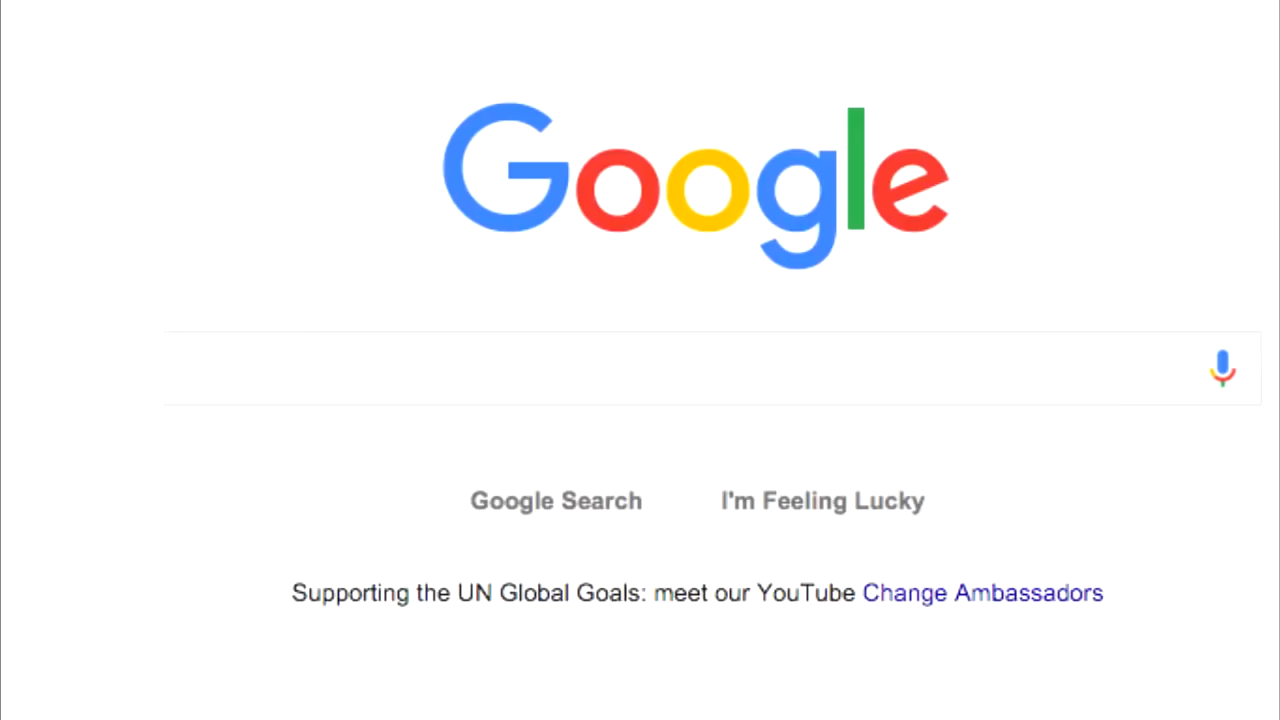 Google
Google Search I'm Feeling Lucky
Supporting the UN Global Goals: meet our YouTube Change Ambassadors